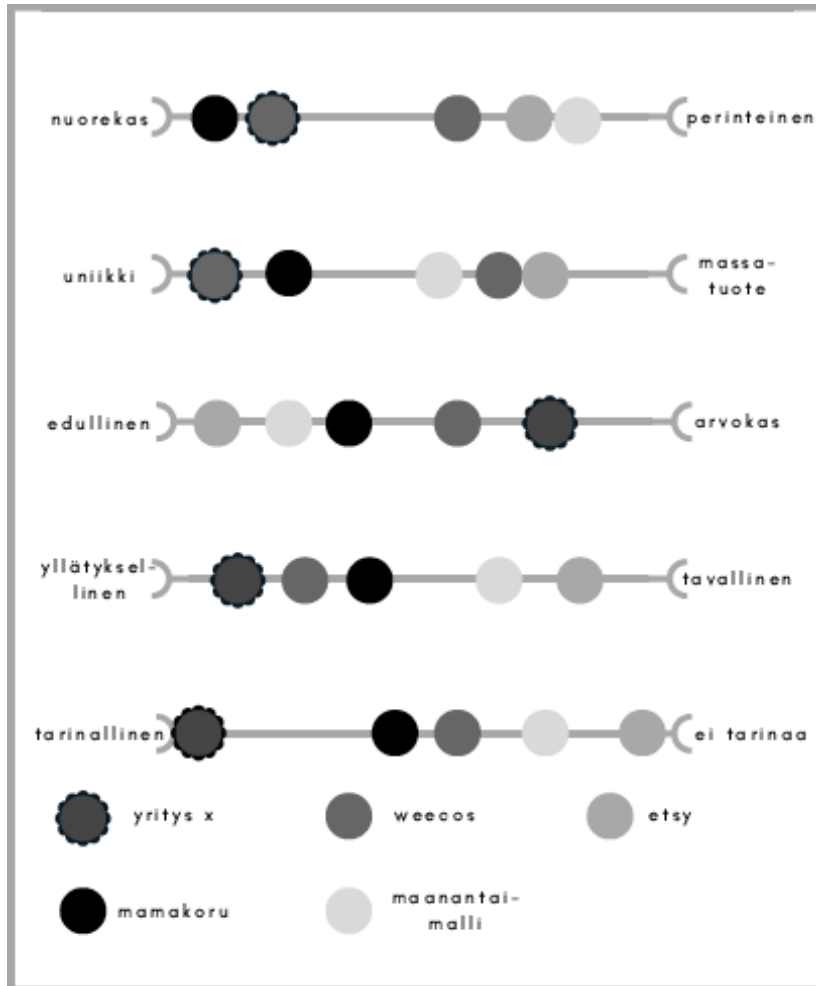 nuorekas
perinteinen
uniikki
massa-
tuote
edullinen
arvokas
yllätyksel-
linen
tavallinen
tarinallinen
ei tarinaa
yritys x
weecos
etsy
mamakoru
maanantai-
malli